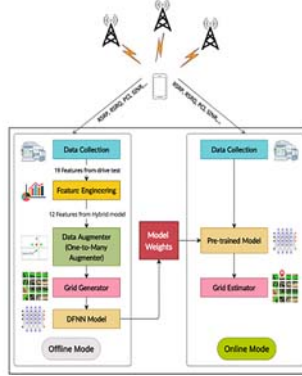 RSRP, RSRQ, PCI, SINR...
RSRP, RSRQ, PCI, SINR...
Data Collection
19 Features from drive test
Feature Engineering
12 Features from Hybrid model
Data Augmenter
(One-to-Many
Augmenter)
Grid Generator
DFNN Model
Offline Mode
Model
Weights
Data Collection
Pre-trained Model
Grid Estimator
Online Mode